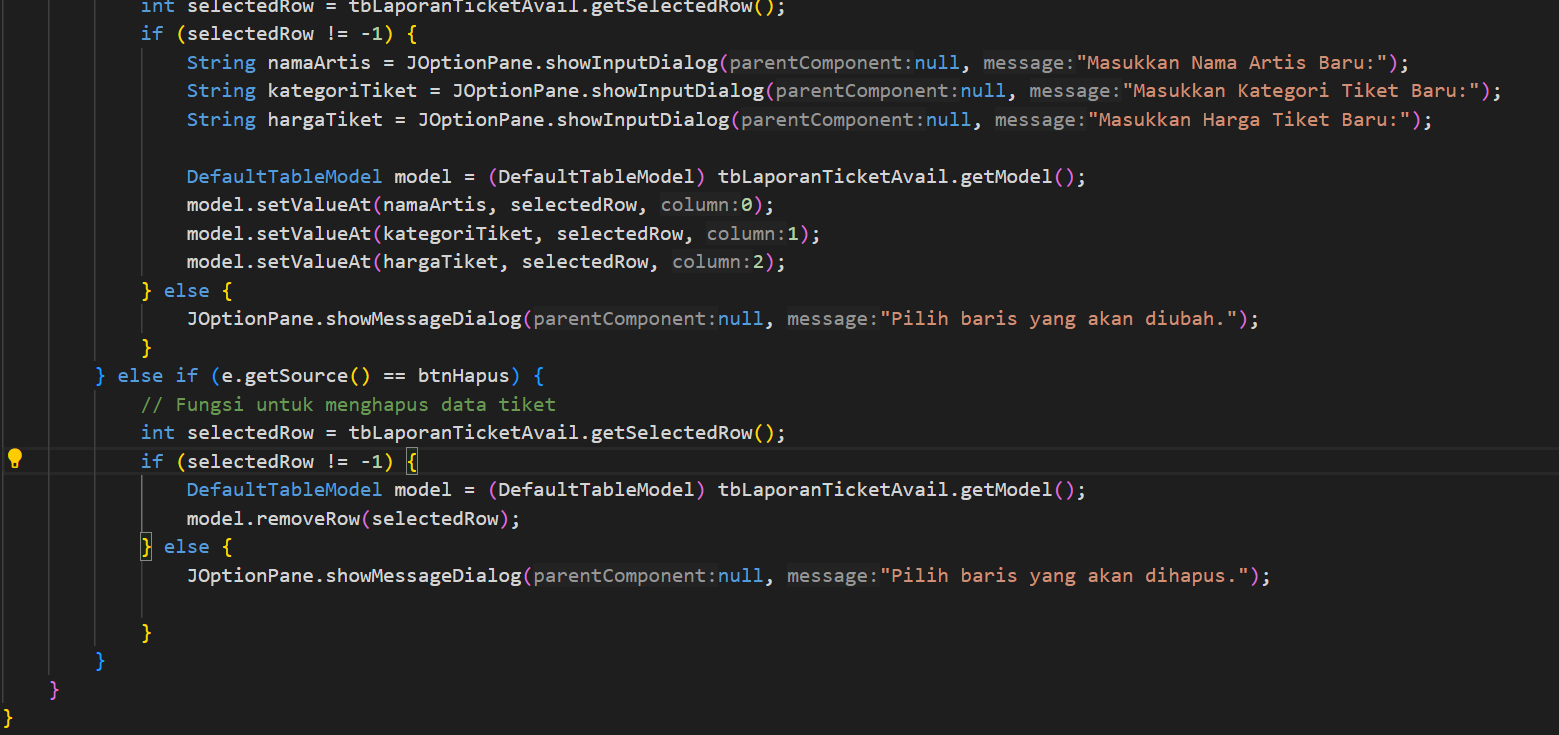 int selectedRow = tbLaporanTicketAvail.getSelectedRow();
if (selectedRow != -1) {
String namaArtis = JOptionPane.showInputDialog(parentComponent:null, message:"Masukkan Nama Artis Baru:");
String kategoriTiket = JOptionPane.showInputDialog(parentComponent:null, message:"Masukkan Kategori Tiket Baru:");
String hargaTiket = JOptionPane.showInputDialog(parentComponent:null, message:"Masukkan Harga Tiket Baru:");
DefaultTableModel model = (DefaultTableModel) tbLaporanTicketAvail.getModel();
model.setValueAt(namaArtis, selectedRow, column:0);
model.setValueAt(kategoriTiket, selectedRow, column:1);
model.setValueAt(hargaTiket, selectedRow, column:2);
} else {
JOptionPane.showMessageDialog(parentComponent:null, message:"Pilih baris yang akan diubah.");
}
} else if (e.getSource() == btnHapus) {
// Fungsi untuk menghapus data tiket
int selectedRow = tbLaporanTicketAvail.getSelectedRow();
if (selectedRow != -1) {
DefaultTableModel model = (DefaultTableModel) tbLaporanTicketAvail.getModel();
model.removeRow(selectedRow);
} else {
JOptionPane.showMessageDialog(parentComponent:null, message:"Pilih baris yang akan dihapus.");
}
}
}
}